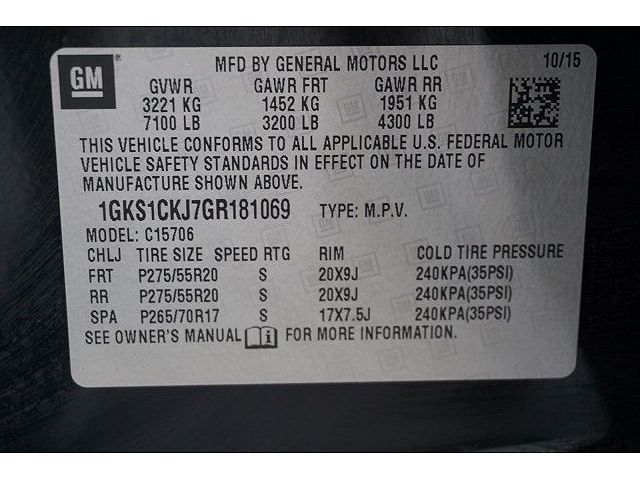 GM
MFD BY GENERAL MOTORS LLC 10/15
GVWR GAWR FRT GAWR RR
3221 KG 1452 KG 1951 KG
7100 LB 3200 LB 4300 LB
THIS VEHICLE CONFORMS TO ALL APPLICABLE U.S. FEDERAL MOTOR
VEHICLE SAFETY STANDARDS IN EFFECT ON THE DATE OF
MANUFACTURE SHOWN ABOVE.
1GKS1CKJ7GR181069 TYPE: M.P.V.
MODEL: C15706
CHLJ TIRE SIZE SPEED RTG RIM COLD TIRE PRESSURE
FRT P275/55R20 S 20X9J 240KPA(35PSI)
RR P275/55R20 S 20X9J 240KPA(35PSI)
SPA P265/70R17 S 17X7.5J 240KPA(35PSI)
SEE OWNER'S MANUAL i FOR MORE INFORMATION.